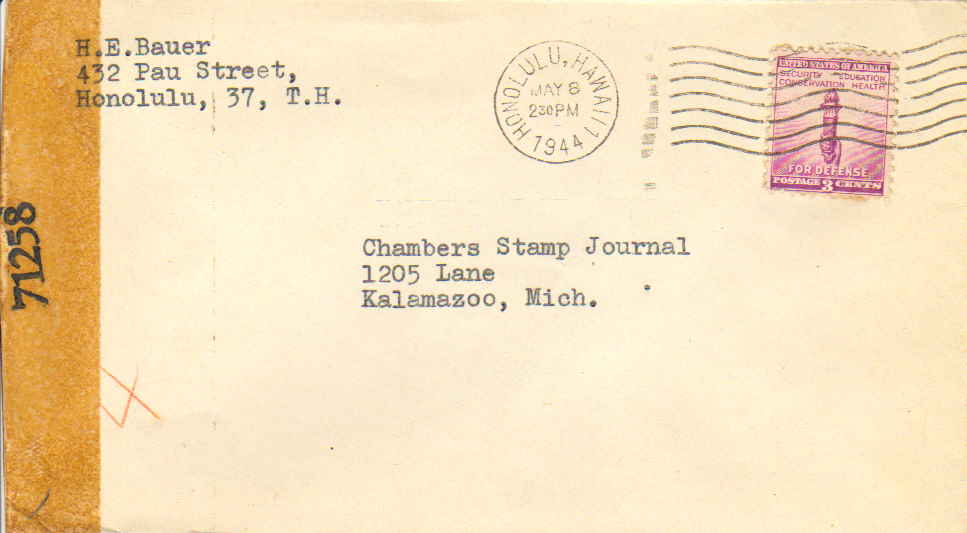 H.E.Bauer
432 Pau Street,
Honolulu, 37, T.H.
HONOLULU, HAWAII
MAY 8
230PM
1944
UNITED STATES OF AMERICA
SECURITY EDUCATION
CONSERVATION HEALTH
FOR DEFENSE
POSTAGE 3 CENTS
71258
Chambers Stamp Journal
1205 Lane
Kalamazoo, Mich.
4